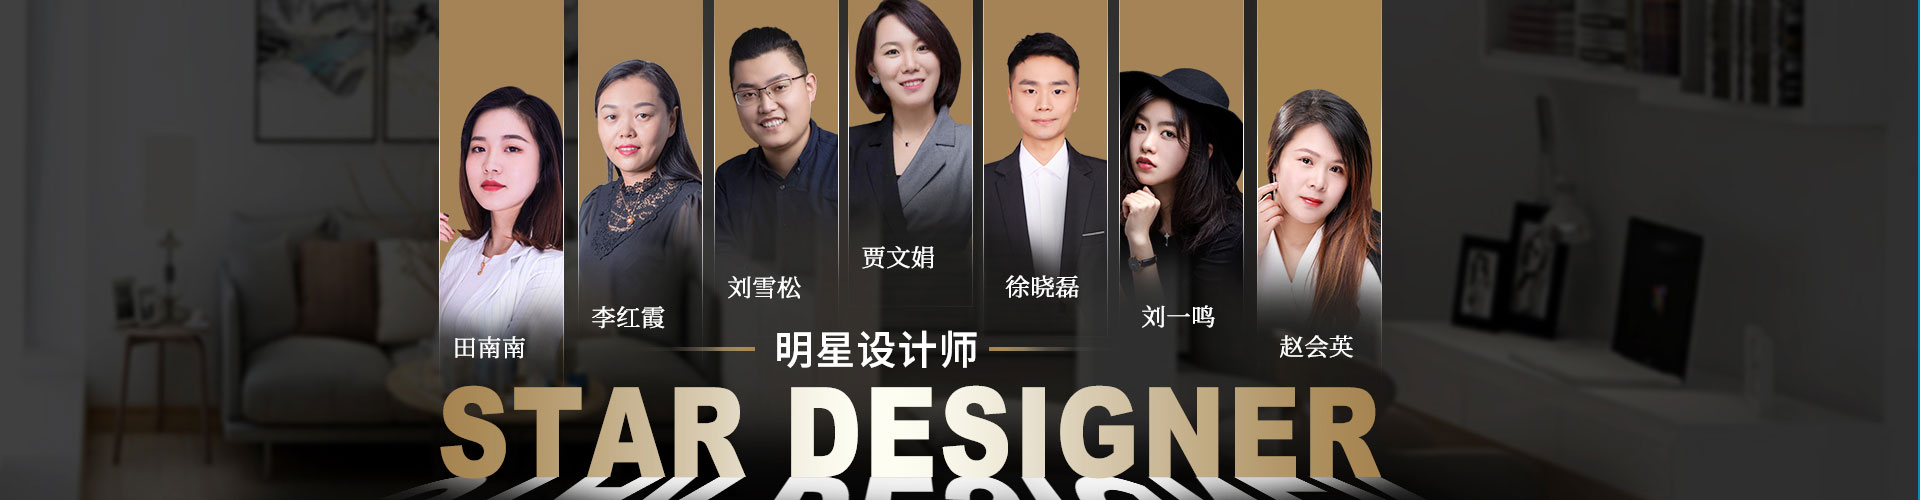 田南南
李红霞
刘雪松
贾文娟
徐晓磊
刘一鸣
赵会英
明星设计师
STAR DESIGNER